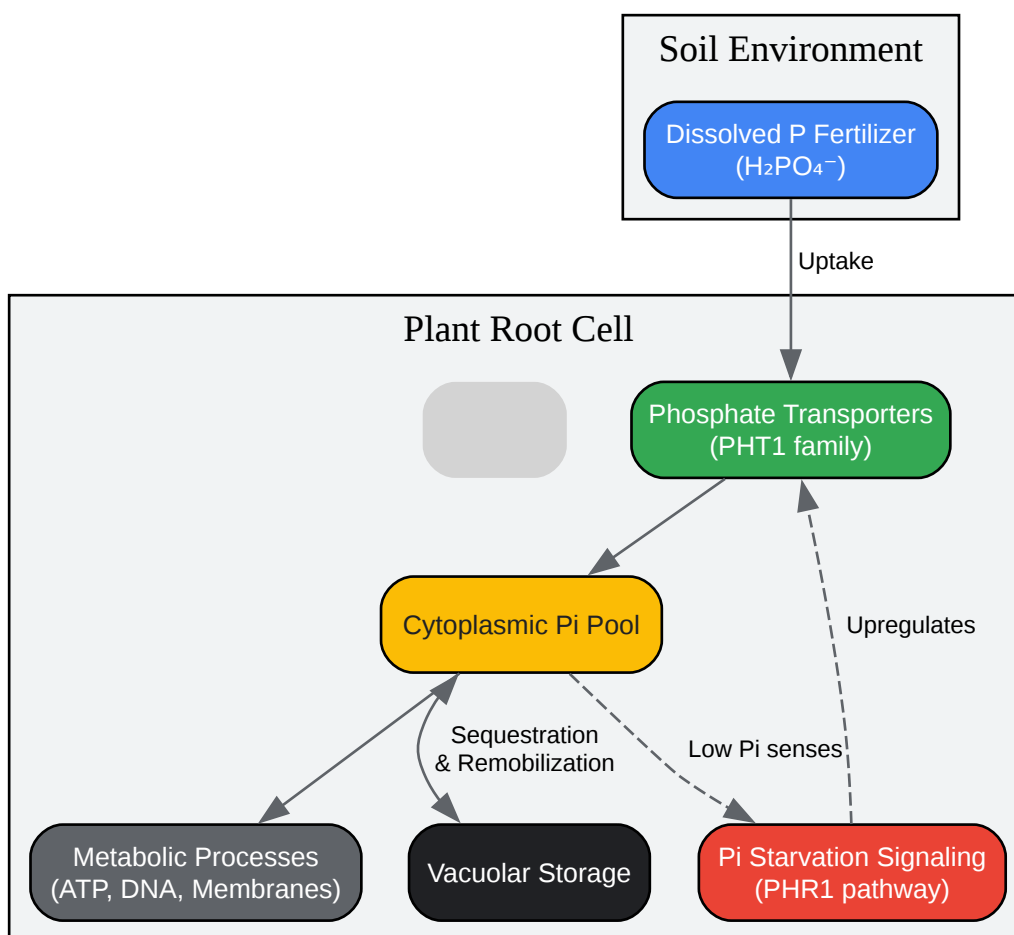 Soil Environment
Dissolved P Fertilizer
(H₂PO₄⁻)
Uptake
Plant Root Cell
Phosphate Transporters
(PHT1 family)
Cytoplasmic Pi Pool
Upregulates
Sequestration
& Remobilization
Low Pi senses
Metabolic Processes
(ATP, DNA, Membranes)
Vacuolar Storage
Pi Starvation Signaling
(PHR1 pathway)